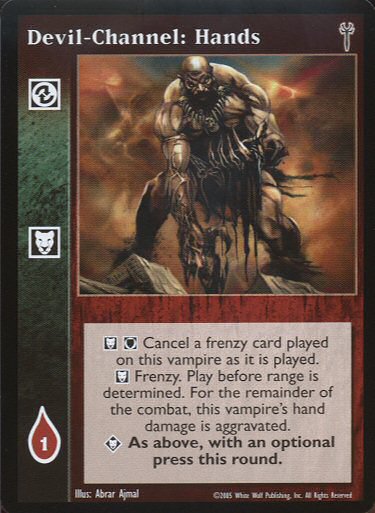 Devil-Channel: Hands
Cancel a frenzy card played
on this vampire as it is played.
Frenzy. Play before range is
determined. For the remainder of
the combat, this vampire's hand
damage is aggravated.
As above, with an optional
press this round.
1
Illus: Abrar Ajmal
©2005 White Wolf Publishing, Inc. All Rights Reserved